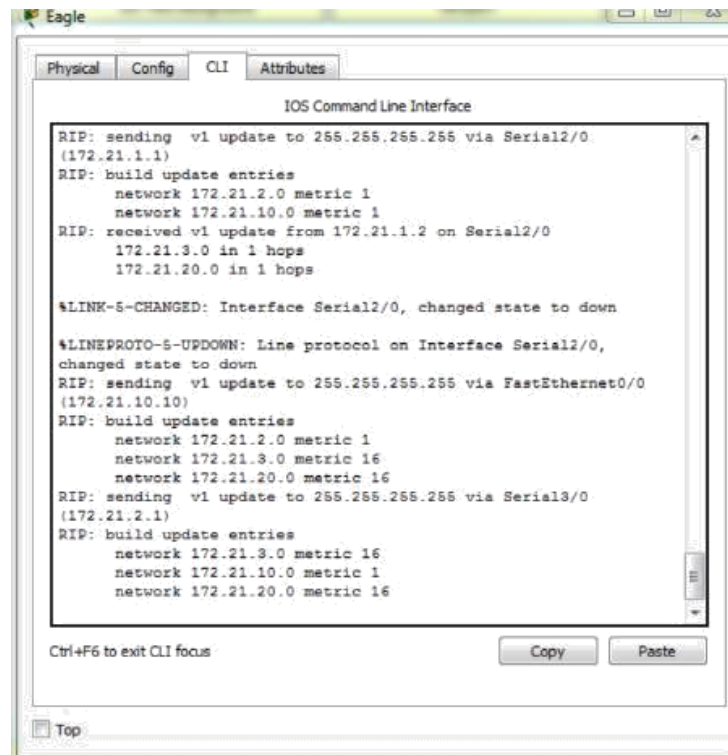 Eagle
Physical Config CLI Attributes
IOS Command Line Interface
RIP: sending  v1 update to 255.255.255.255 via Serial2/0
(172.21.1.1)
RIP: build update entries
      network 172.21.2.0 metric 1
      network 172.21.10.0 metric 1
RIP: received v1 update from 172.21.1.2 on Serial2/0
      172.21.3.0 in 1 hops
      172.21.20.0 in 1 hops
%LINK-5-CHANGED: Interface Serial2/0, changed state to down
%LINEPROTO-5-UPDOWN: Line protocol on Interface Serial2/0,
changed state to down
RIP: sending  v1 update to 255.255.255.255 via FastEthernet0/0
(172.21.10.10)
RIP: build update entries
      network 172.21.2.0 metric 1
      network 172.21.3.0 metric 16
      network 172.21.20.0 metric 16
RIP: sending  v1 update to 255.255.255.255 via Serial3/0
(172.21.2.1)
RIP: build update entries
      network 172.21.3.0 metric 16
      network 172.21.10.0 metric 1
      network 172.21.20.0 metric 16
Ctrl+F6 to exit CLI focus Copy Paste
Top